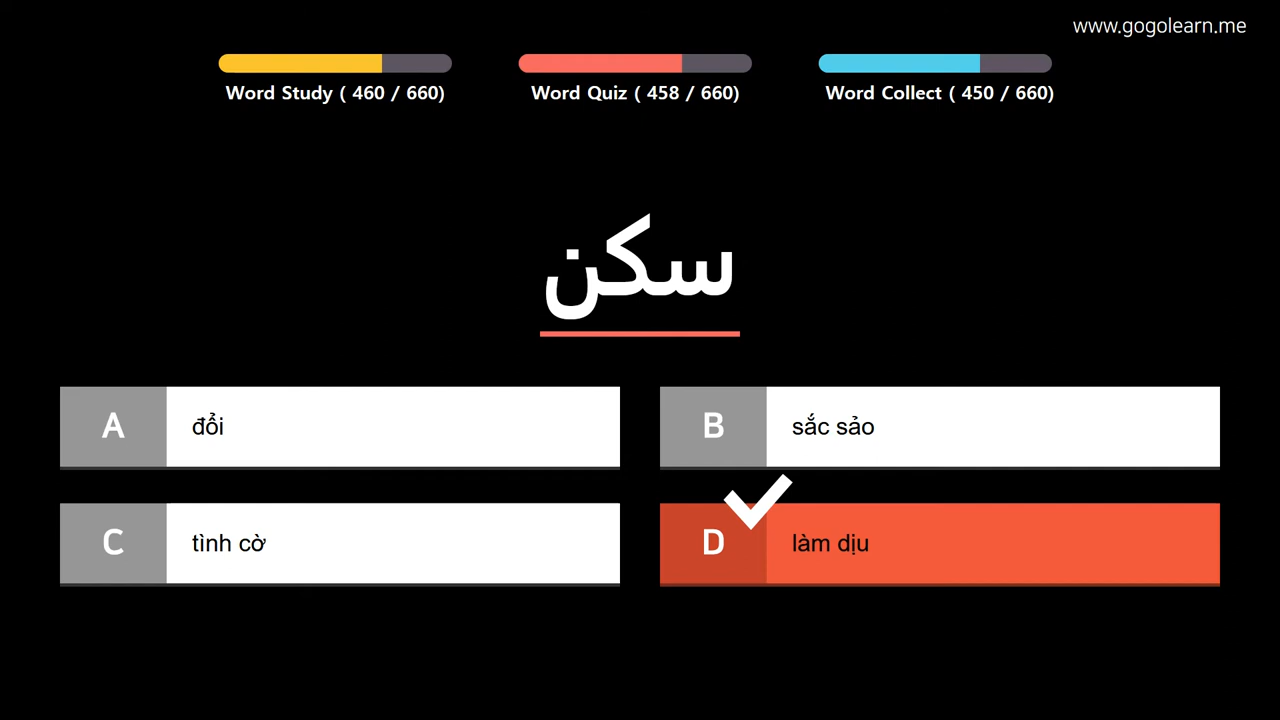 www.gogolearn.me
Word Study ( 460 / 660)
Word Quiz ( 458 / 660)
Word Collect ( 450 / 660)
سكن
A đổi
B sắc sảo
C tình cờ
D làm dịu